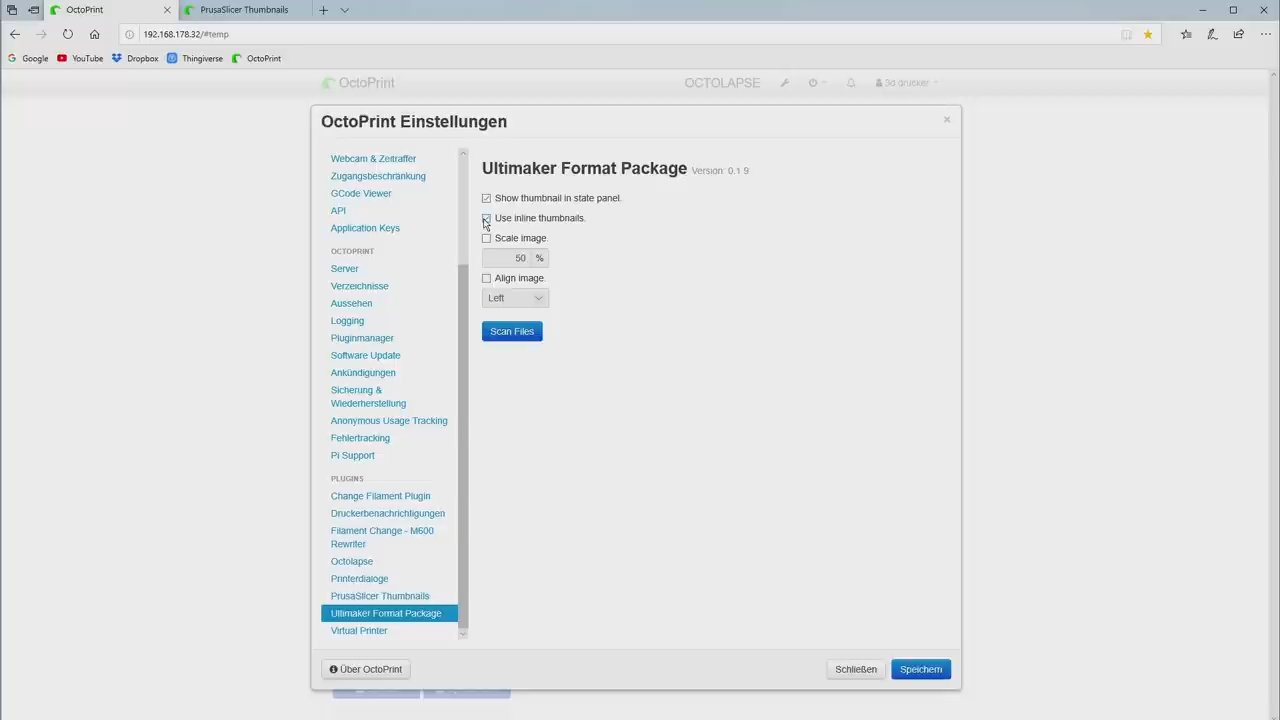 OctoPrint
PrusaSlicer Thumbnails
192.168.178.32/#temp
Google
YouTube
Dropbox
Thingiverse
OctoPrint
OctoPrint
OCTOLAPSE
3d drucker
OctoPrint Einstellungen
Webcam & Zeitraffer
Zugangsbeschränkung
GCode Viewer
API
Application Keys
OCTOPRINT
Server
Verzeichnisse
Aussehen
Logging
Pluginmanager
Software Update
Ankündigungen
Sicherung &
Wiederherstellung
Anonymous Usage Tracking
Fehlertracking
Pi Support
PLUGINS
Change Filament Plugin
Druckerbenachrichtigungen
Filament Change - M600
Rewriter
Octolapse
Printerdialoge
PrusaSlicer Thumbnails
Ultimaker Format Package
Virtual Printer
Ultimaker Format Package Version: 0.1.9
Show thumbnail in state panel.
Use inline thumbnails.
Scale image.
50 %
Align image.
Left
Scan Files
Über OctoPrint
Schließen
Speichern